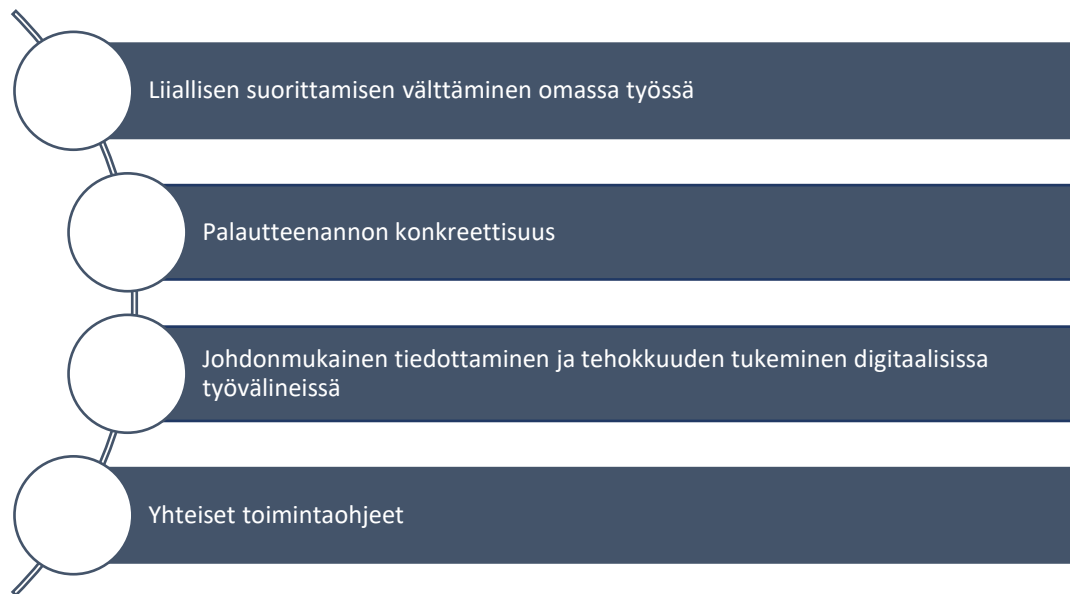 Liiallisen suorittamisen välttäminen omassa työssä
Palautteenannon konkreettisuus
Johdonmukainen tiedottaminen ja tehokkuuden tukeminen digitaalisissa
työvälineissä
Yhteiset toimintaohjeet